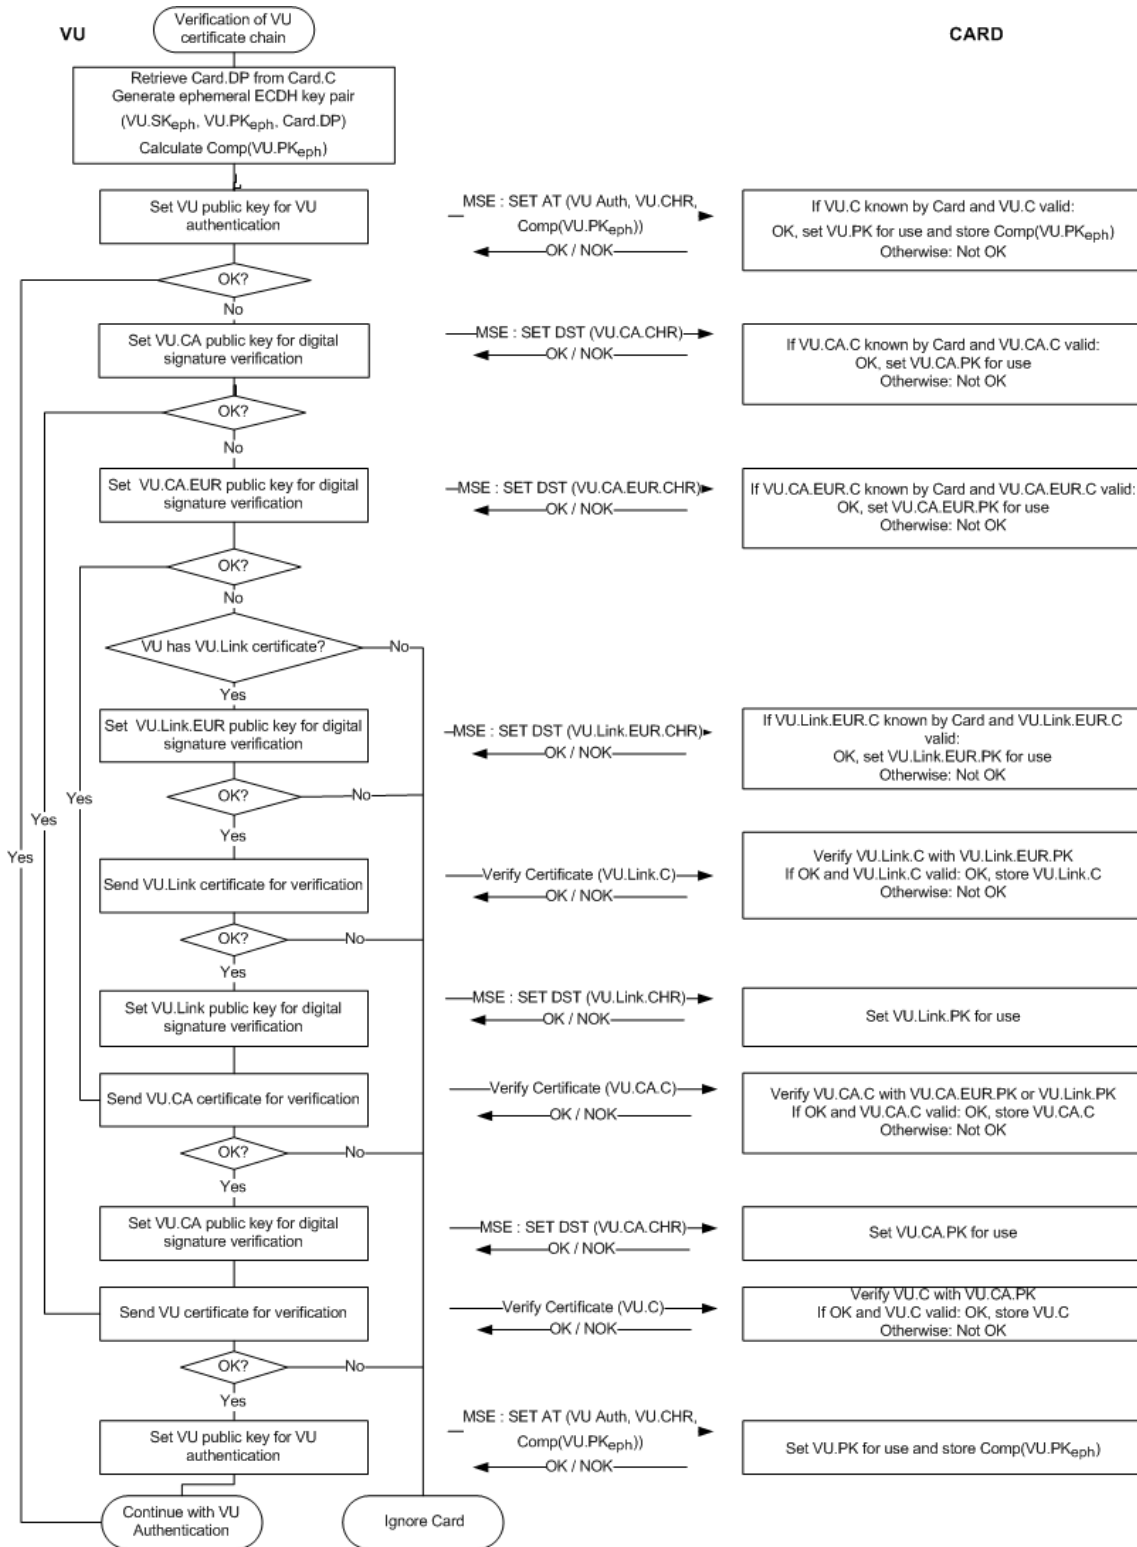 VU
Verification of VU
certificate chain
CARD
Retrieve Card.DP from Card.C
Generate ephemeral ECDH key pair
(VU.SKeph, VU.PKeph, Card.DP)
Calculate Comp(VU.PKeph)
Set VU public key for VU
authentication
MSE : SET AT (VU Auth, VU.CHR,
Comp(VU.PKeph))
OK / NOK
If VU.C known by Card and VU.C valid:
OK, set VU.PK for use and store Comp(VU.PKeph)
Otherwise: Not OK
OK?
No
Set VU.CA public key for digital
signature verification
MSE : SET DST (VU.CA.CHR)
OK / NOK
If VU.CA.C known by Card and VU.CA.C valid:
OK, set VU.CA.PK for use
Otherwise: Not OK
OK?
No
Set VU.CA.EUR public key for digital
signature verification
MSE : SET DST (VU.CA.EUR.CHR)
OK / NOK
If VU.CA.EUR.C known by Card and VU.CA.EUR.C valid:
OK, set VU.CA.EUR.PK for use
Otherwise: Not OK
OK?
No
VU has VU.Link certificate?
No
Yes
Set VU.Link.EUR public key for digital
signature verification
MSE : SET DST (VU.Link.EUR.CHR)
OK / NOK
If VU.Link.EUR.C known by Card and VU.Link.EUR.C
valid:
OK, set VU.Link.EUR.PK for use
Otherwise: Not OK
OK?
No
Yes
Yes
Yes
Yes
Send VU.Link certificate for verification
Verify Certificate (VU.Link.C)
OK / NOK
Verify VU.Link.C with VU.Link.EUR.PK
If OK and VU.Link.C valid: OK, store VU.Link.C
Otherwise: Not OK
OK?
No
Yes
Set VU.Link public key for digital
signature verification
MSE : SET DST (VU.Link.CHR)
OK / NOK
Set VU.Link.PK for use
Send VU.CA certificate for verification
Verify Certificate (VU.CA.C)
OK / NOK
Verify VU.CA.C with VU.CA.EUR.PK or VU.Link.PK
If OK and VU.CA.C valid: OK, store VU.CA.C
Otherwise: Not OK
OK?
No
Yes
Set VU.CA public key for digital
signature verification
MSE : SET DST (VU.CA.CHR)
OK / NOK
Set VU.CA.PK for use
Send VU certificate for verification
Verify Certificate (VU.C)
OK / NOK
Verify VU.C with VU.CA.PK
If OK and VU.C valid: OK, store VU.C
Otherwise: Not OK
OK?
No
Yes
Set VU public key for VU
authentication
MSE : SET AT (VU Auth, VU.CHR,
Comp(VU.PKeph))
OK / NOK
Set VU.PK for use and store Comp(VU.PKeph)
Continue with VU
Authentication
Ignore Card